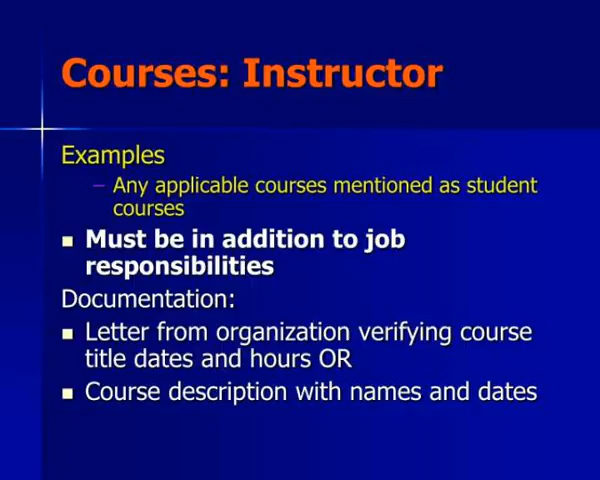 Courses: Instructor
Examples
– Any applicable courses mentioned as student
courses
Must be in addition to job
responsibilities
Documentation:
Letter from organization verifying course
title dates and hours OR
Course description with names and dates